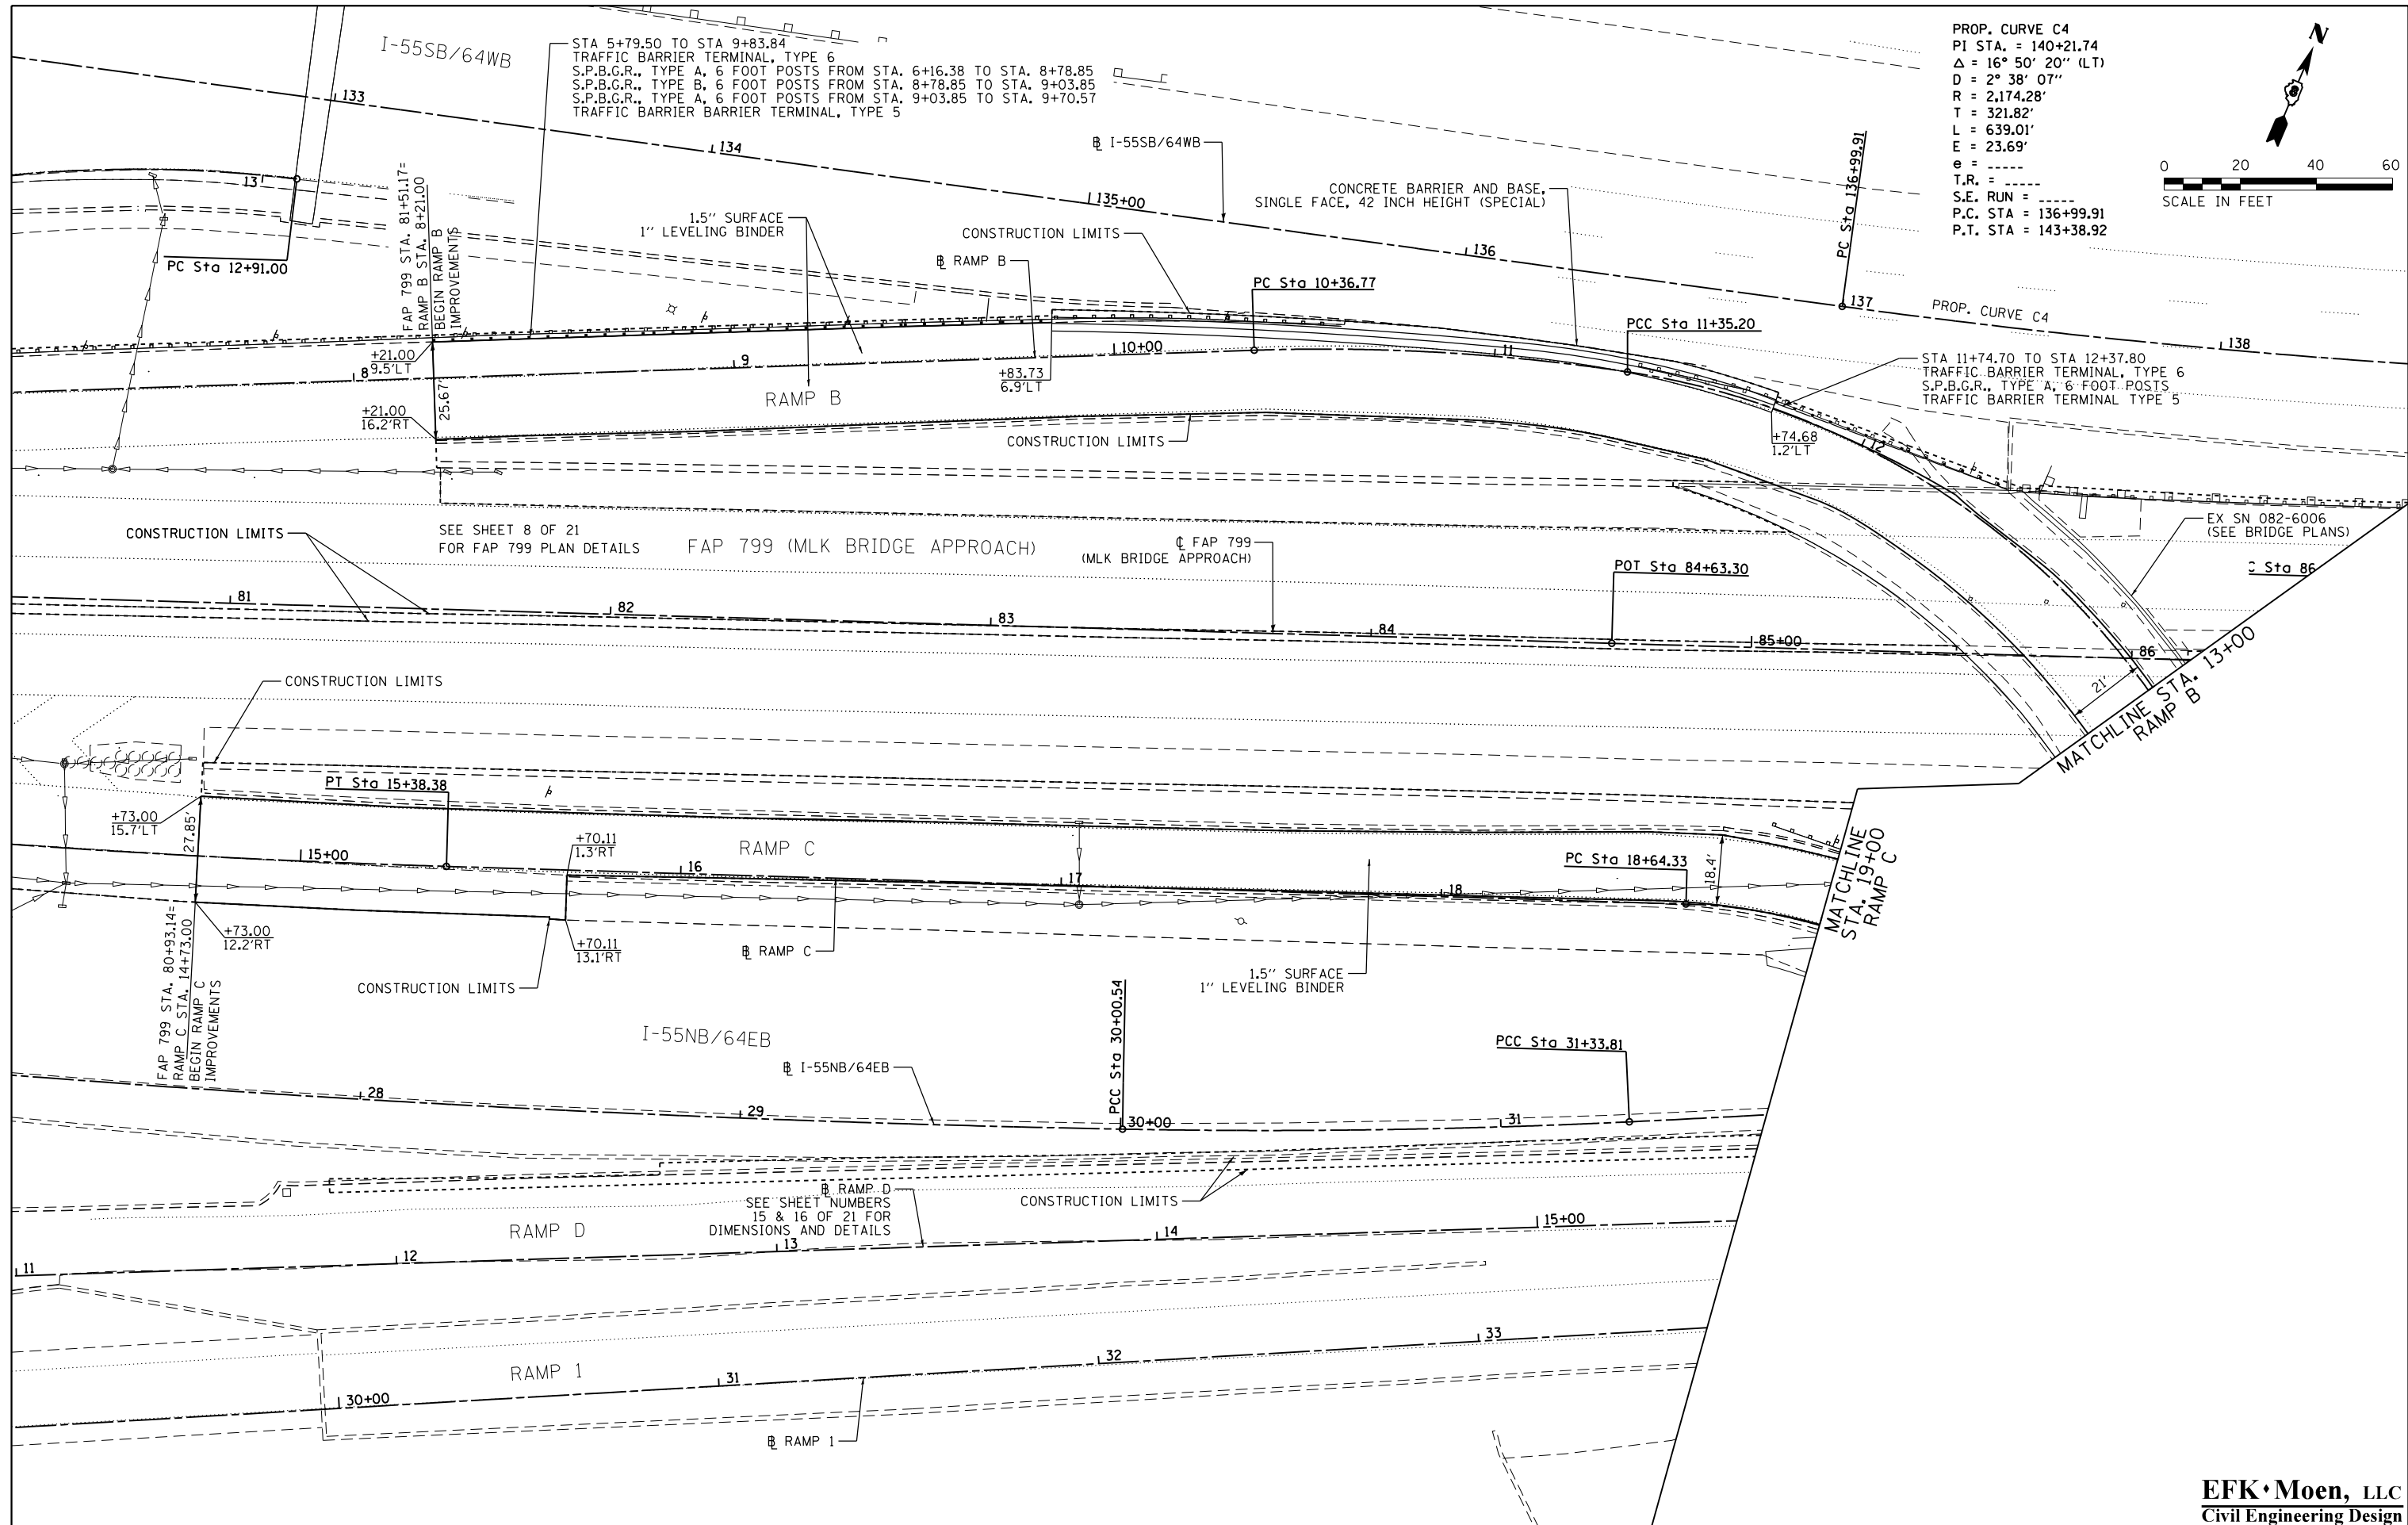 I-55SB/64WB
STA 5+79.50 TO STA 9+83.84
TRAFFIC BARRIER TERMINAL, TYPE 6
S.P.B.G.R., TYPE A, 6 FOOT POSTS FROM STA. 6+16.38 TO STA. 8+78.85
S.P.B.G.R., TYPE B, 6 FOOT POSTS FROM STA. 8+78.85 TO STA. 9+03.85
S.P.B.G.R., TYPE A, 6 FOOT POSTS FROM STA. 9+03.85 TO STA. 9+70.57
TRAFFIC BARRIER BARRIER TERMINAL, TYPE 5
PROP. CURVE C4
PI STA. = 140+21.74
Δ = 16° 50' 20" (LT)
D = 2° 38' 07"
R = 2,174.28'
T = 321.82'
L = 639.01'
E = 23.69'
e = -----
T.R. = -----
S.E. RUN = -----
P.C. STA = 136+99.91
P.T. STA = 143+38.92
N
8
0 20 40 60
SCALE IN FEET
133
134
135+00
136
137
138
℄ I-55SB/64WB
PC Sta 136+99.91
PROP. CURVE C4
CONCRETE BARRIER AND BASE,
SINGLE FACE, 42 INCH HEIGHT (SPECIAL)
13
PC Sta 12+91.00
FAP 799 STA. 81+51.17=
RAMP B STA. 8+21.00
BEGIN RAMP B
IMPROVEMENTS
1.5" SURFACE
1" LEVELING BINDER
CONSTRUCTION LIMITS
℄ RAMP B
PC Sta 10+36.77
PCC Sta 11+35.20
STA 11+74.70 TO STA 12+37.80
TRAFFIC BARRIER TERMINAL, TYPE 6
S.P.B.G.R., TYPE A, 6 FOOT POSTS
TRAFFIC BARRIER TERMINAL TYPE 5
+21.00
9.5'LT
8
9
10+00
11
12
+83.73
6.9'LT
RAMP B
25.67'
+21.00
16.2'RT
CONSTRUCTION LIMITS
+74.68
1.2'LT
CONSTRUCTION LIMITS
SEE SHEET 8 OF 21
FOR FAP 799 PLAN DETAILS
FAP 799 (MLK BRIDGE APPROACH)
℄ FAP 799
(MLK BRIDGE APPROACH)
POT Sta 84+63.30
EX SN 082-6006
(SEE BRIDGE PLANS)
C Sta 86
81
82
83
84
85+00
86
21'
MATCHLINE STA. 13+00
RAMP B
CONSTRUCTION LIMITS
PT Sta 15+38.38
+73.00
15.7'LT
27.85'
15+00
+70.11
1.3'RT
16
RAMP C
17
18
PC Sta 18+64.33
18.4'
MATCHLINE
STA. 19+00
RAMP C
+73.00
12.2'RT
+70.11
13.1'RT
℄ RAMP C
CONSTRUCTION LIMITS
1.5" SURFACE
1" LEVELING BINDER
FAP 799 STA. 80+93.14=
RAMP C STA. 14+73.00
BEGIN RAMP C
IMPROVEMENTS
I-55NB/64EB
℄ I-55NB/64EB
PCC Sta 30+00.54
PCC Sta 31+33.81
28
29
30+00
31
℄ RAMP D
SEE SHEET NUMBERS
15 & 16 OF 21 FOR
DIMENSIONS AND DETAILS
CONSTRUCTION LIMITS
RAMP D
11
12
13
14
15+00
RAMP 1
30+00
31
32
33
℄ RAMP 1
EFK•Moen, LLC
Civil Engineering Design